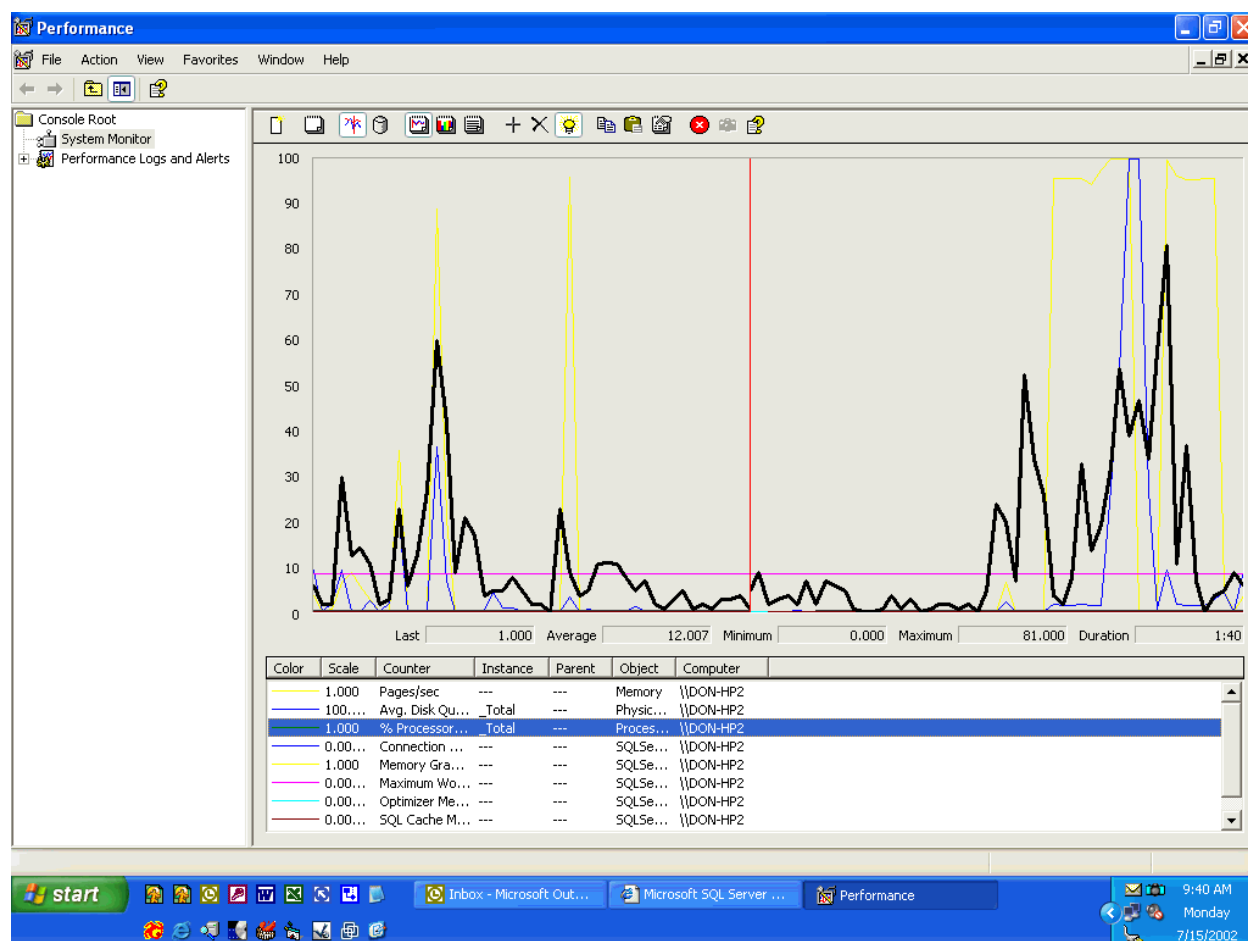 Performance
File Action View Favorites Window Help
Console Root
System Monitor
Performance Logs and Alerts
100
90
80
70
60
50
40
30
20
10
0
Last 1.000 Average 12.007 Minimum 0.000 Maximum 81.000 Duration 1:40
Color Scale Counter Instance Parent Object Computer
1.000 Pages/sec --- --- Memory \\DON-HP2
100.... Avg. Disk Qu... _Total --- Physic... \\DON-HP2
1.000 % Processor... _Total --- Proces... \\DON-HP2
0.00... Connection ... --- --- SQLSe... \\DON-HP2
1.000 Memory Gra... --- --- SQLSe... \\DON-HP2
0.00... Maximum Wo... --- --- SQLSe... \\DON-HP2
0.00... Optimizer Me... --- --- SQLSe... \\DON-HP2
0.00... SQL Cache M... --- --- SQLSe... \\DON-HP2
start Inbox - Microsoft Out... Microsoft SQL Server ... Performance 9:40 AM
Monday
7/15/2002